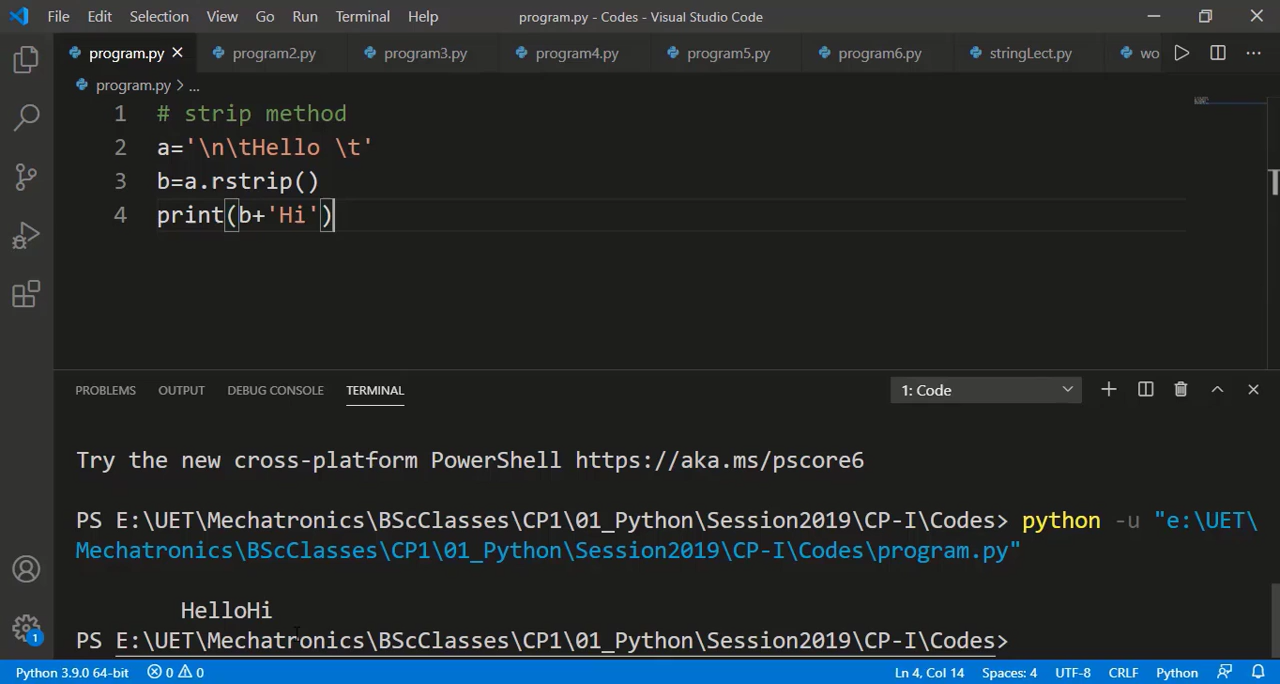 File Edit Selection View Go Run Terminal Help program.py - Codes - Visual Studio Code
program.py program2.py program3.py program4.py program5.py program6.py stringLect.py wo
program.py > ...
1 # strip method
2 a='\n\tHello \t'
3 b=a.rstrip()
4 print(b+'Hi')
PROBLEMS OUTPUT DEBUG CONSOLE TERMINAL 1: Code
Try the new cross-platform PowerShell https://aka.ms/pscore6
PS E:\UET\Mechatronics\BScClasses\CP1\01_Python\Session2019\CP-I\Codes> python -u "e:\UET\
Mechatronics\BScClasses\CP1\01_Python\Session2019\CP-I\Codes\program.py"
HelloHi
PS E:\UET\Mechatronics\BScClasses\CP1\01_Python\Session2019\CP-I\Codes>
1
Python 3.9.0 64-bit 0 0 Ln 4, Col 14 Spaces: 4 UTF-8 CRLF Python